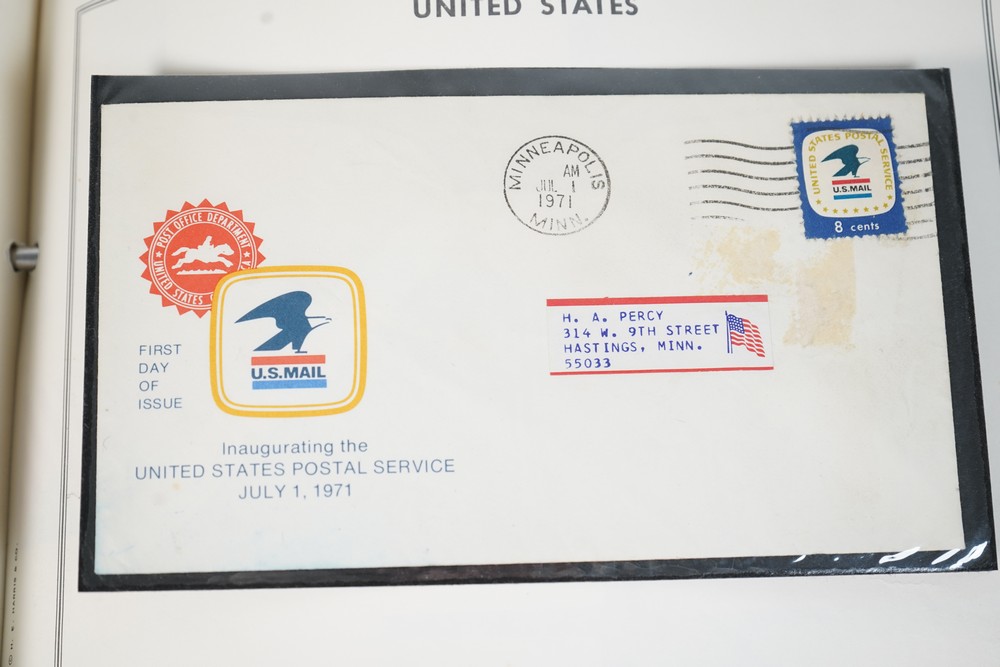 UNITED STATES
MINNEAPOLIS
AM
JUL 1
1971
MINN.
UNITED STATES POSTAL SERVICE
U.S. MAIL
8 cents
POST OFFICE DEPARTMENT
UNITED STATES
H. A. PERCY
314 W. 9TH STREET
HASTINGS, MINN.
55033
U.S. MAIL
FIRST
DAY
OF
ISSUE
Inaugurating the
UNITED STATES POSTAL SERVICE
JULY 1, 1971
© H. E. HARRIS & CO.